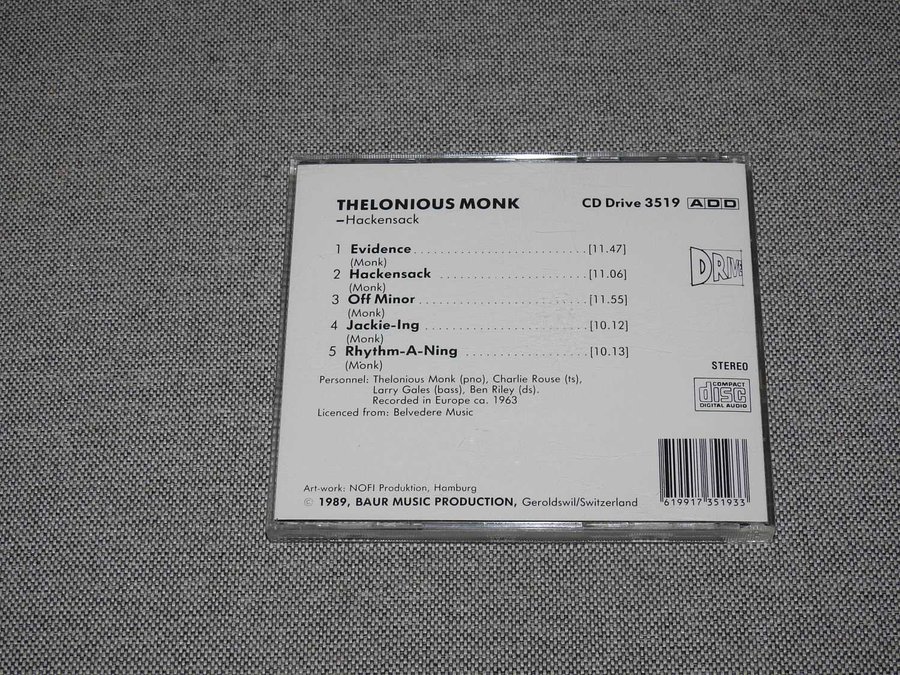 THELONIOUS MONK
–Hackensack
CD Drive 3519 ADD
1 Evidence [11.47]
(Monk)
2 Hackensack [11.06]
(Monk)
3 Off Minor [11.55]
(Monk)
4 Jackie-Ing [10.12]
(Monk)
5 Rhythm-A-Ning [10.13]
(Monk)
DRIVE
Personnel: Thelonious Monk (pno), Charlie Rouse (ts),
Larry Gales (bass), Ben Riley (ds).
Recorded in Europe ca. 1963
Licenced from: Belvedere Music
STEREO
COMPACT
disc
DIGITAL AUDIO
Art-work: NOFI Produktion, Hamburg
© 1989, BAUR MUSIC PRODUCTION, Geroldswil/Switzerland
619917351933